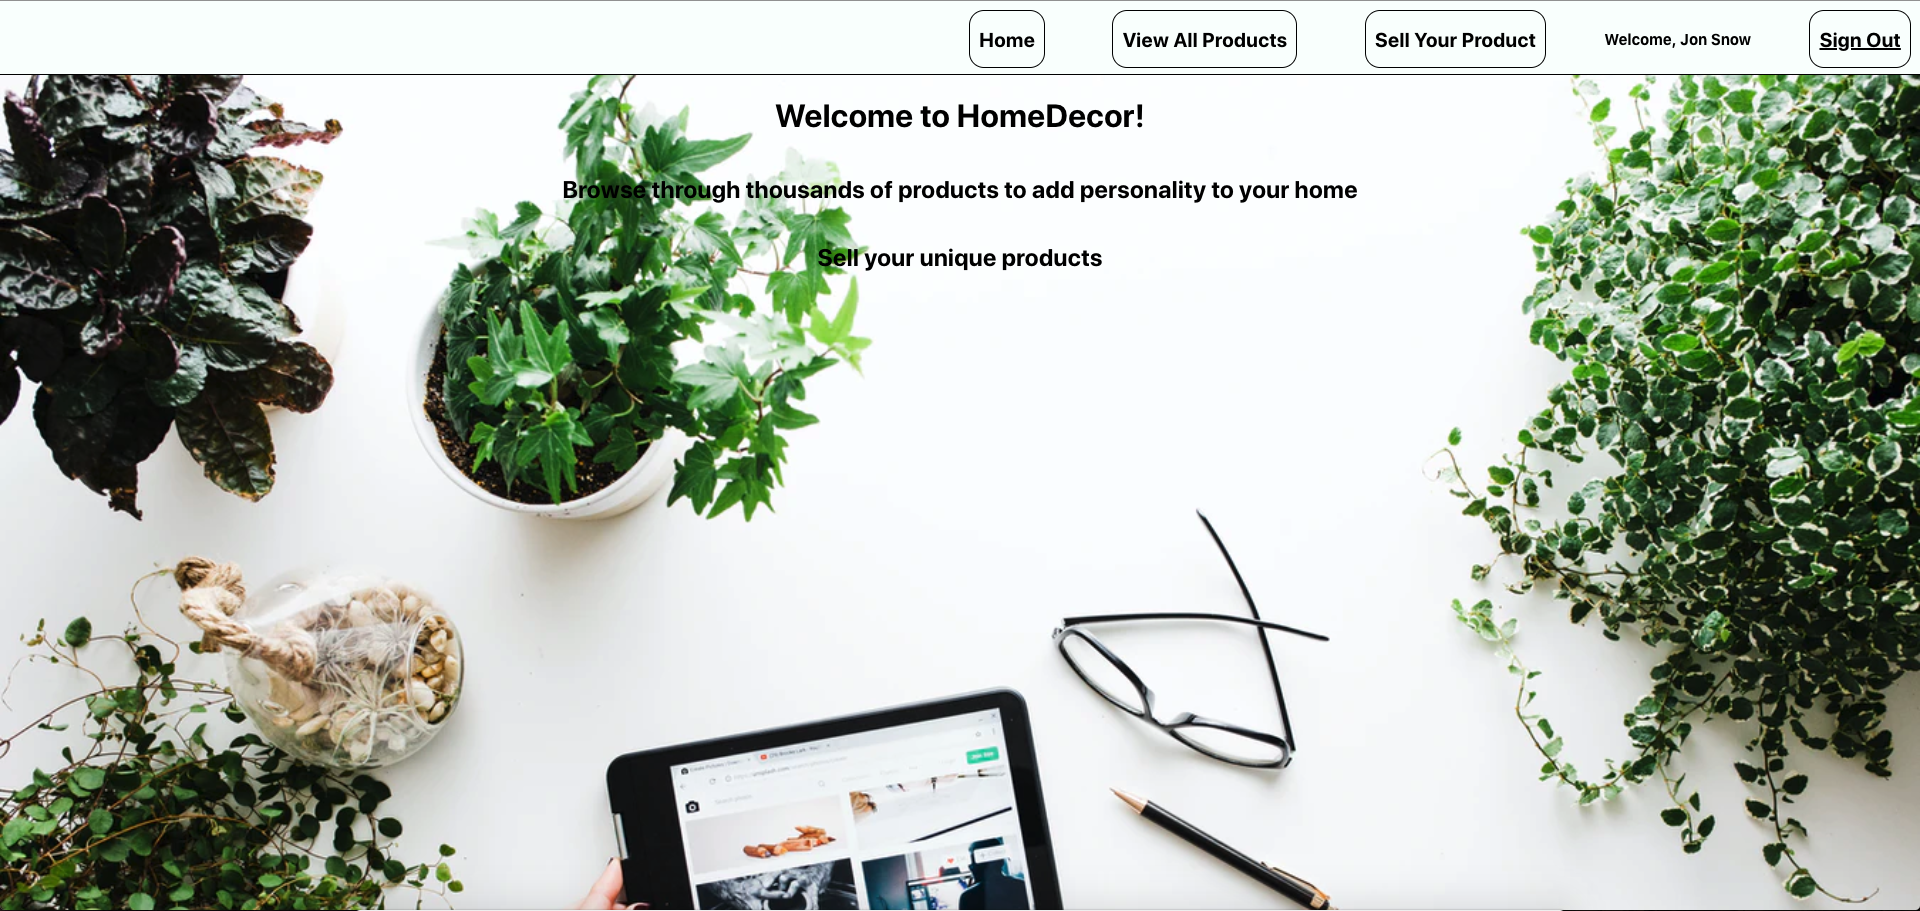 Home
View All Products
Sell Your Product
Welcome, Jon Snow
Sign Out
Welcome to HomeDecor!
Browse through thousands of products to add personality to your home
Sell your unique products